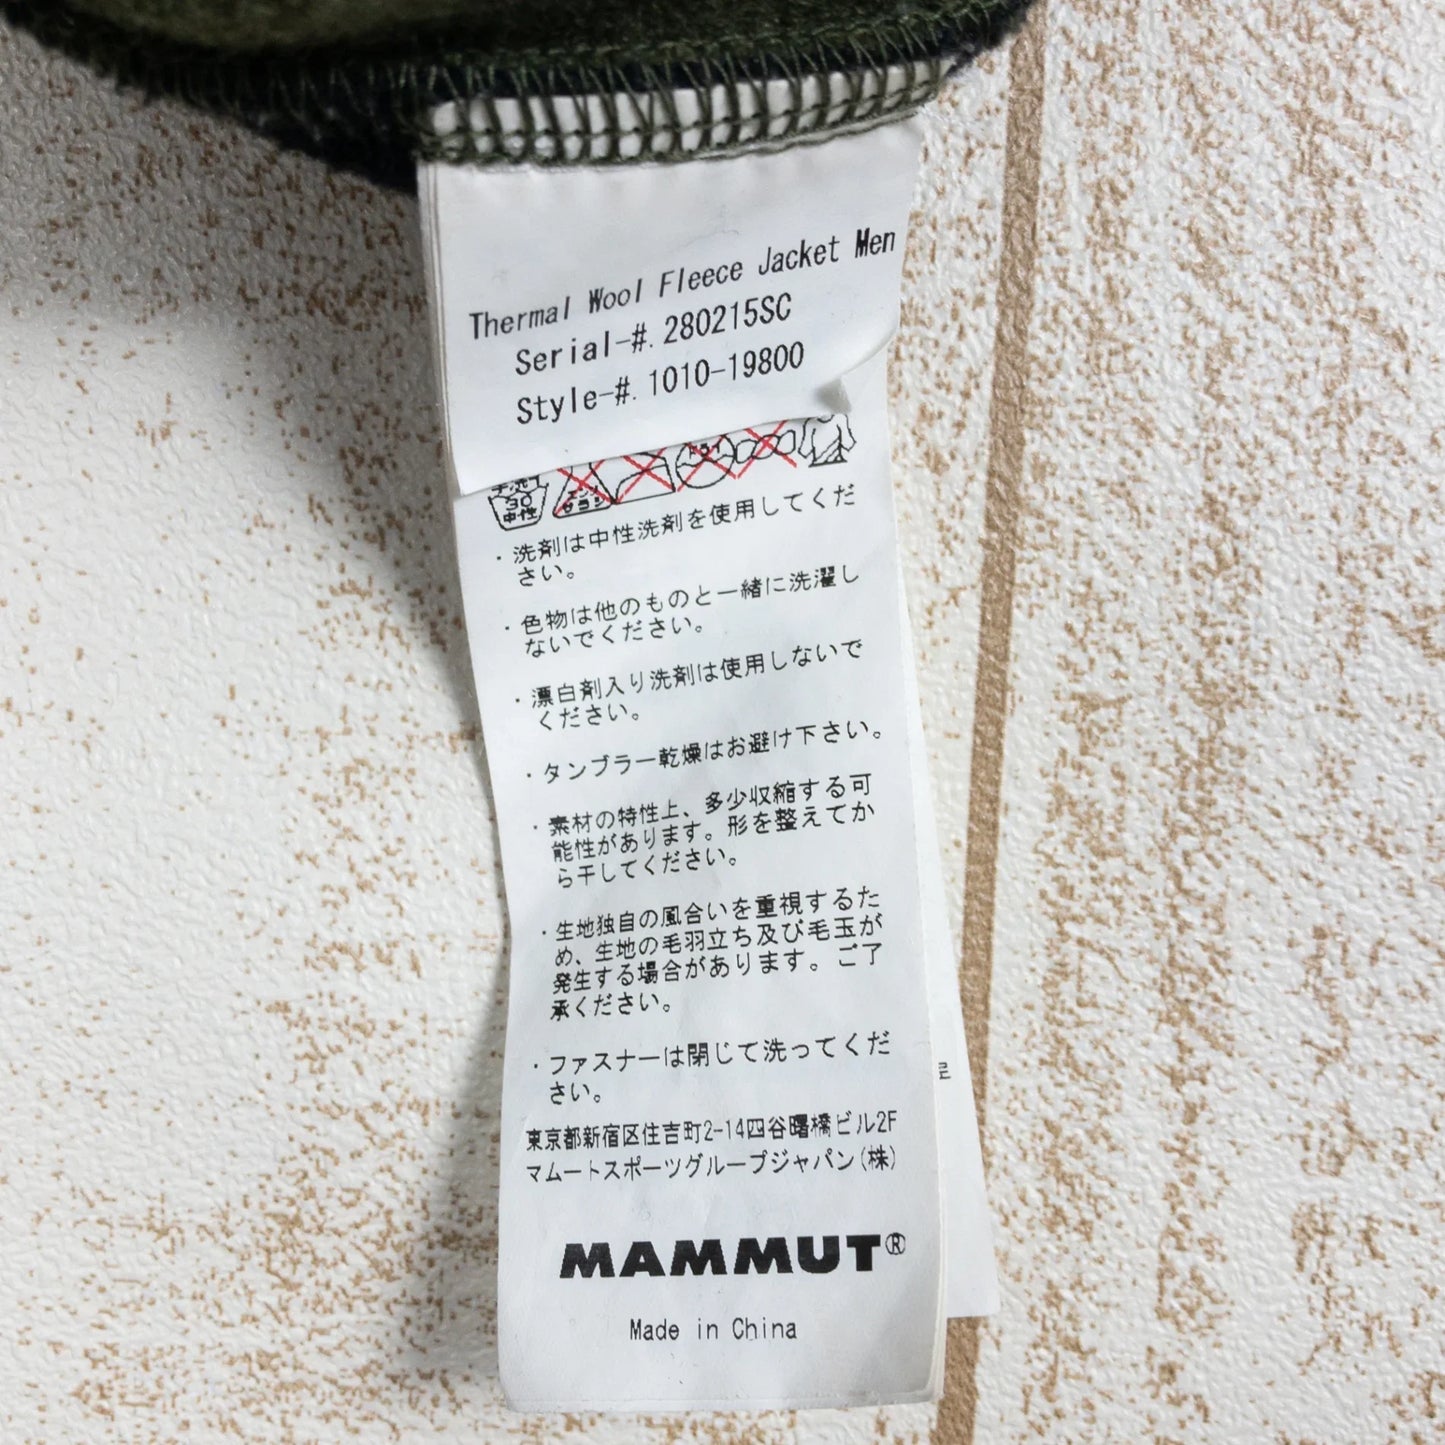 Thermal Wool Fleece Jacket Men
Serial-#. 280215SC
Style-#. 1010-19800
30
中性
・洗剤は中性洗剤を使用してくだ
さい。
・色物は他のものと一緒に洗濯し
ないでください。
・漂白剤入り洗剤は使用しないで
ください。
・タンブラー乾燥はお避け下さい。
・素材の特性上、多少収縮する可
能性があります。形を整えてか
ら干してください。
・生地独自の風合いを重視するた
め、生地の毛羽立ち及び毛玉が
発生する場合があります。ご了
承ください。
・ファスナーは閉じて洗ってくだ
さい。
東京都新宿区住吉町2-14四谷曙橋ビル2F
マムートスポーツグループジャパン(株)
MAMMUT®
Made in China
로